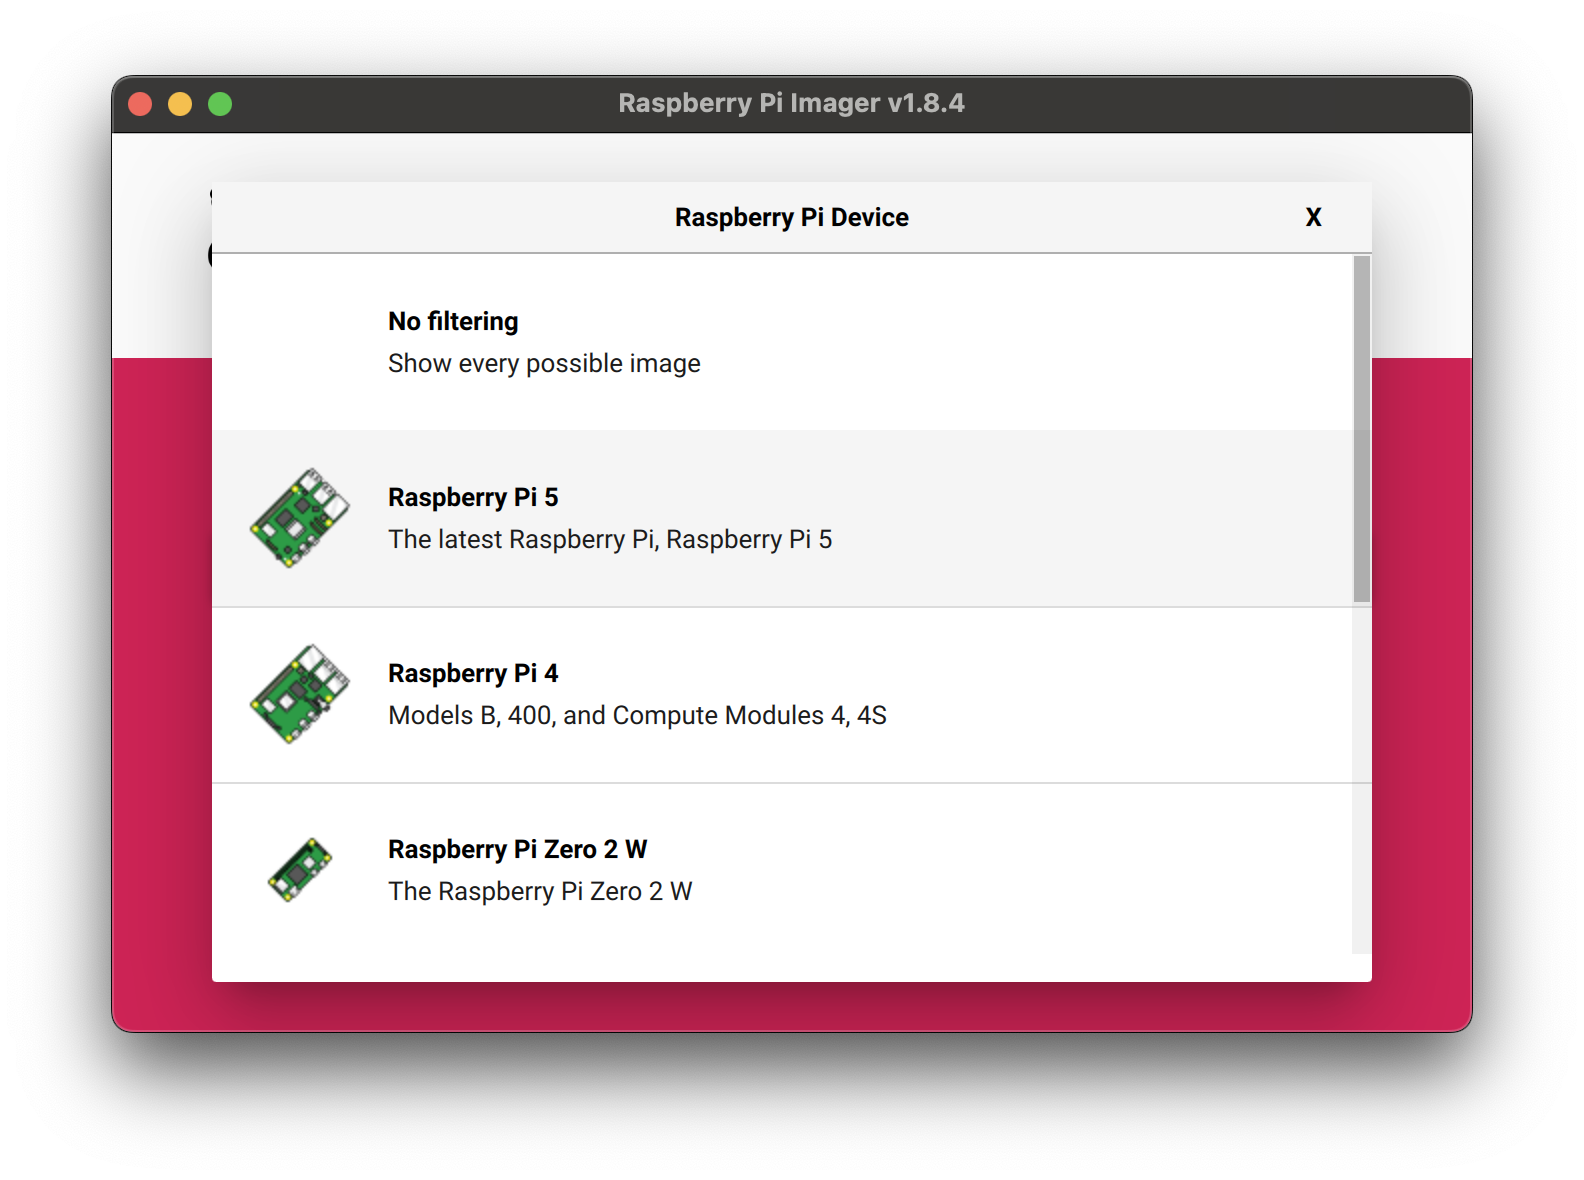 Raspberry Pi Imager v1.8.4
Raspberry Pi Device X
No filtering
Show every possible image
Raspberry Pi 5
The latest Raspberry Pi, Raspberry Pi 5
Raspberry Pi 4
Models B, 400, and Compute Modules 4, 4S
Raspberry Pi Zero 2 W
The Raspberry Pi Zero 2 W